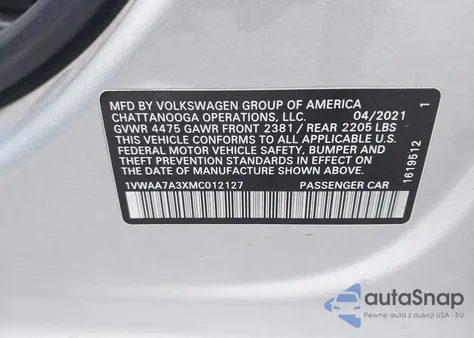 MFD BY VOLKSWAGEN GROUP OF AMERICA
CHATTANOOGA OPERATIONS, LLC. 04/2021
GVWR 4475 GAWR FRONT 2381 / REAR 2205 LBS
THIS VEHICLE CONFORMS TO ALL APPLICABLE U.S.
FEDERAL MOTOR VEHICLE SAFETY, BUMPER, AND
THEFT PREVENTION STANDARDS IN EFFECT ON
THE DATE OF MANUFACTURE SHOWN ABOVE.
1VWAA7A3XMC012127 PASSENGER CAR
1619512
1
autoSnap
Pewne auta z aukcji USA - EU